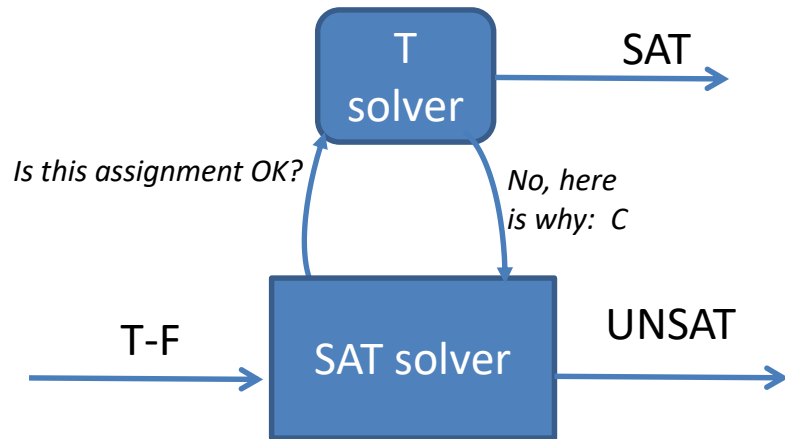 T
solver
SAT
Is this assignment OK?
No, here
is why:  C
T-F
SAT solver
UNSAT